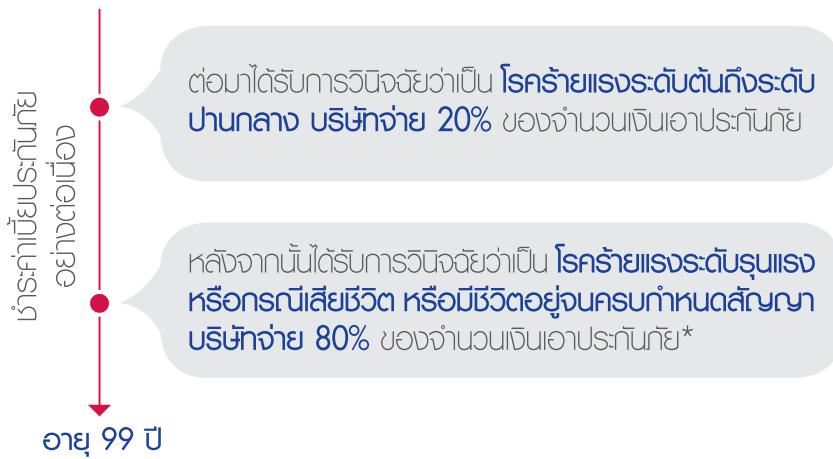 ชำระค่าเบี้ยประกันภัย
อย่างต่อเนื่อง
ต่อมาได้รับการวินิจฉัยว่าเป็น โรคร้ายแรงระดับต้นถึงระดับ
ปานกลาง บริษัทจ่าย 20% ของจำนวนเงินเอาประกันภัย
หลังจากนั้นได้รับการวินิจฉัยว่าเป็น โรคร้ายแรงระดับรุนแรง
หรือกรณีเสียชีวิต หรือมีชีวิตอยู่จนครบกำหนดสัญญา
บริษัทจ่าย 80% ของจำนวนเงินเอาประกันภัย*
อายุ 99 ปี